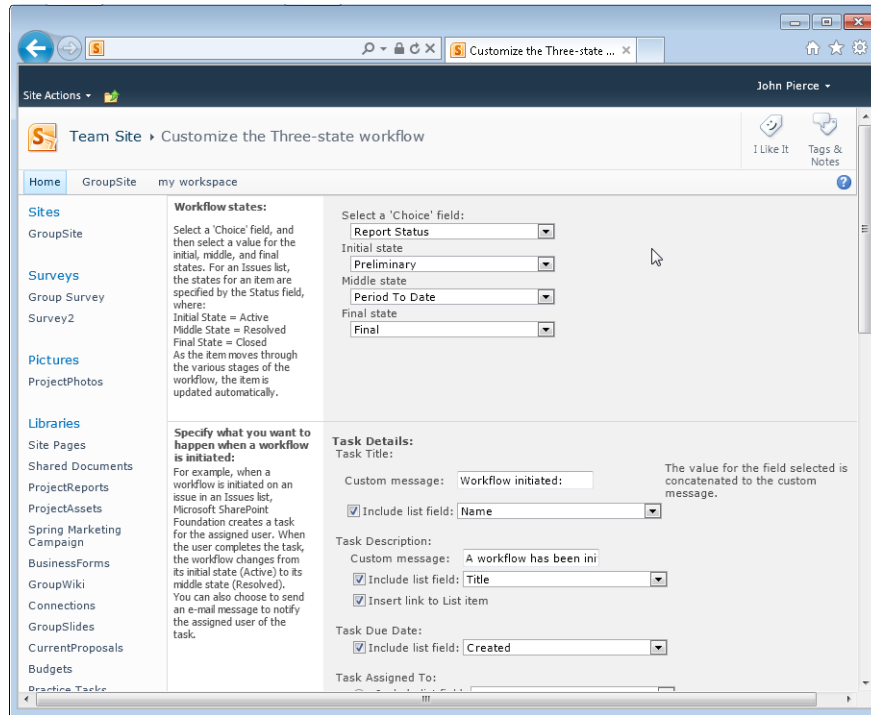 Customize the Three-state ...
John Pierce
Site Actions
Team Site
Customize the Three-state workflow
I Like It
Tags &
Notes
Home
GroupSite
my workspace
Sites
GroupSite
Surveys
Group Survey
Survey2
Pictures
ProjectPhotos
Libraries
Site Pages
Shared Documents
ProjectReports
ProjectAssets
Spring Marketing
Campaign
BusinessForms
GroupWiki
Connections
GroupSlides
CurrentProposals
Budgets
Practice Tasks
Workflow states:
Select a 'Choice' field, and
then select a value for the
initial, middle, and final
states. For an Issues list,
the states for an item are
specified by the Status field,
where:
Initial State = Active
Middle State = Resolved
Final State = Closed
As the item moves through
the various stages of the
workflow, the item is
updated automatically.
Select a 'Choice' field:
Report Status
Initial state
Preliminary
Middle state
Period To Date
Final state
Final
Specify what you want to
happen when a workflow
is initiated:
For example, when a
workflow is initiated on an
issue in an Issues list,
Microsoft SharePoint
Foundation creates a task
for the assigned user. When
the user completes the task,
the workflow changes from
its initial state (Active) to its
middle state (Resolved).
You can also choose to send
an e-mail message to notify
the assigned user of the
task.
Task Details:
Task Title:
Custom message: Workflow initiated:
The value for the field selected is
concatenated to the custom
message.
Include list field: Name
Task Description:
Custom message: A workflow has been ini
Include list field: Title
Insert link to List item
Task Due Date:
Include list field: Created
Task Assigned To: